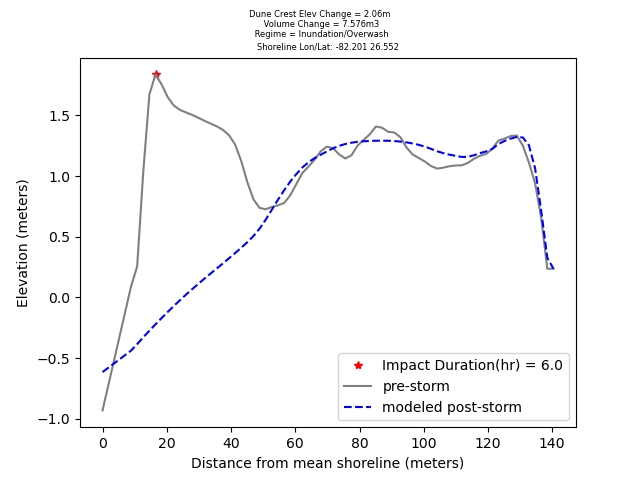 Dune Crest Elev Change = 2.06m
Volume Change = 7.576m3
Regime = Inundation/Overwash
Shoreline Lon/Lat: -82.201 26.552
Elevation (meters)
1.5
1.0
0.5
0.0
−0.5
−1.0
Impact Duration(hr) = 6.0
pre-storm
modeled post-storm
0 20 40 60 80 100 120 140
Distance from mean shoreline (meters)